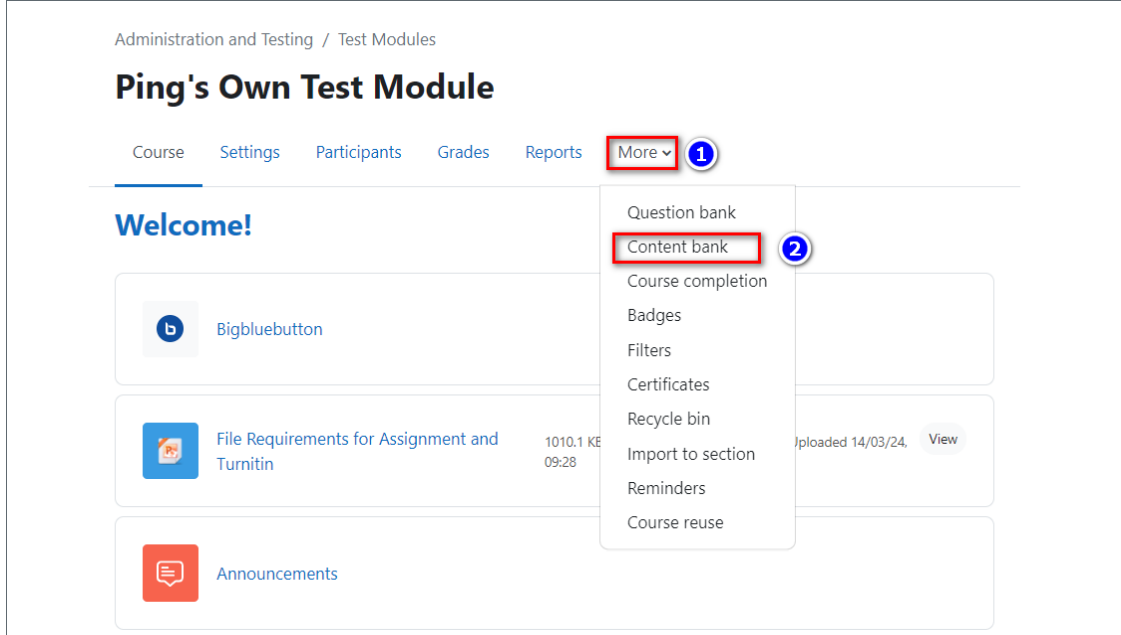 Administration and Testing / Test Modules
Ping's Own Test Module
Course Settings Participants Grades Reports More 1
Welcome!
Question bank
Content bank 2
Course completion
Badges
Filters
Certificates
Recycle bin
Import to section
Reminders
Course reuse
b Bigbluebutton
File Requirements for Assignment and
Turnitin
1010.1 KB
09:28
Uploaded 14/03/24,
View
Announcements